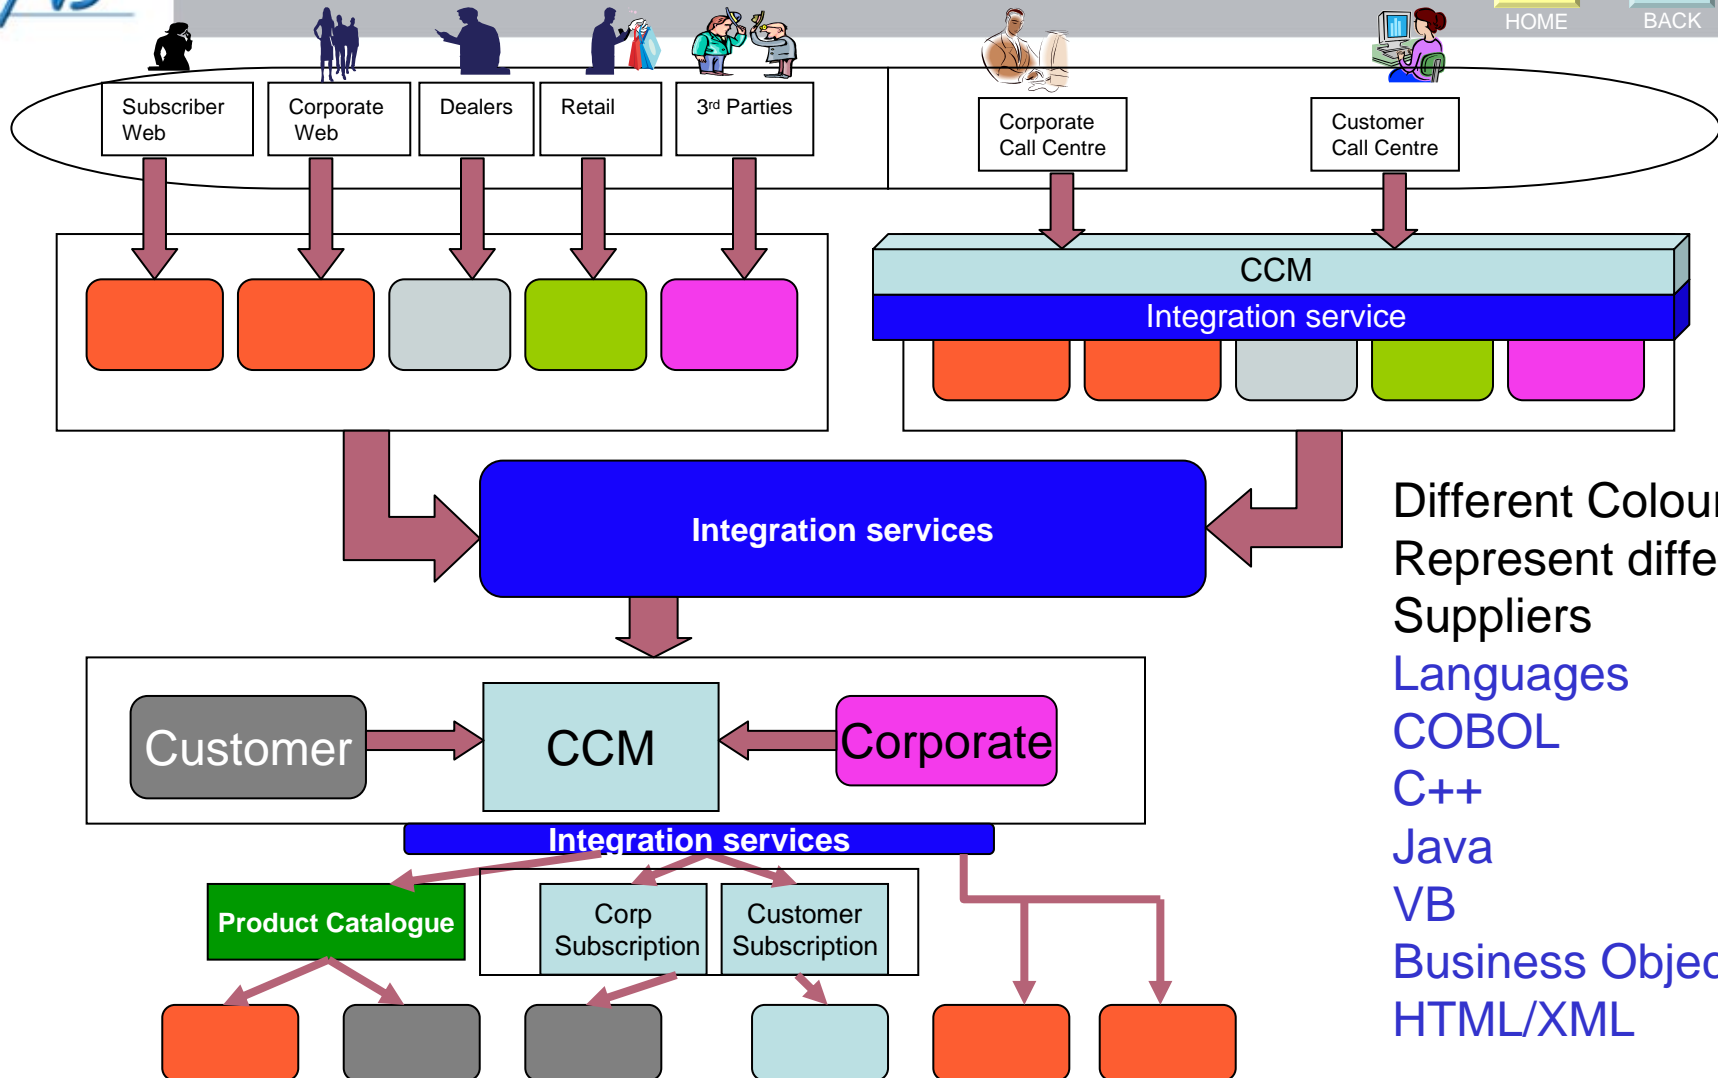 HOME
BACK
Subscriber
Web
Corporate
Web
Dealers
Retail
3rd Parties
Corporate
Call Centre
Customer
Call Centre
CCM
Integration service
Integration services
Different Colour
Represent diffe
Suppliers
Languages
COBOL
C++
Java
VB
Business Objec
HTML/XML
Customer
CCM
Corporate
Integration services
Product Catalogue
Corp
Subscription
Customer
Subscription